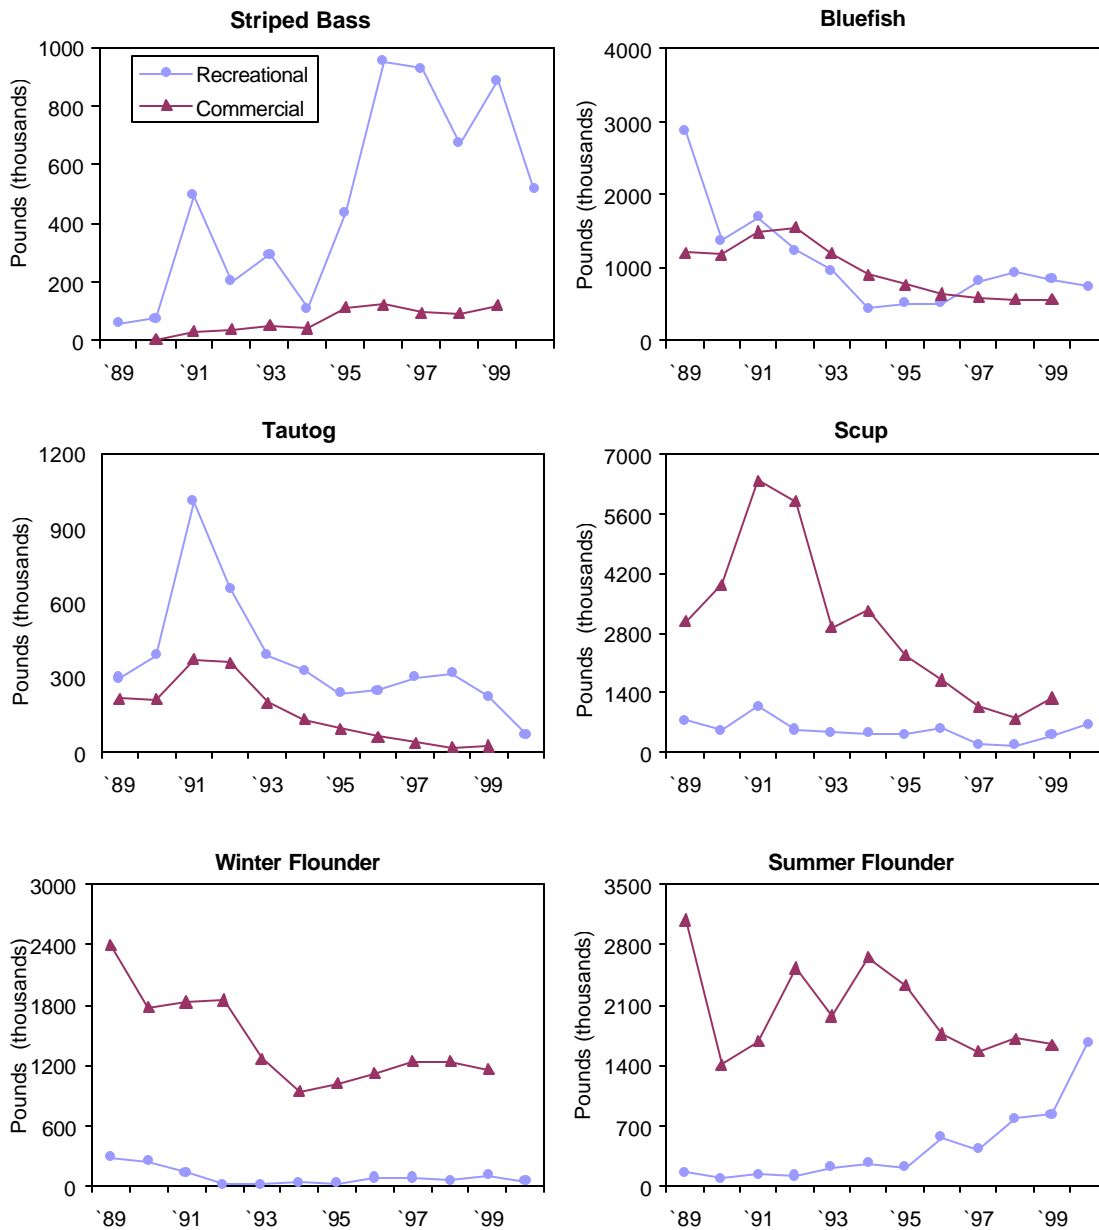 Striped Bass
Pounds (thousands)
1000
800
600
400
200
0
Recreational
Commercial
`89 `91 `93 `95 `97 `99
Bluefish
Pounds (thousands)
4000
3000
2000
1000
0
`89 `91 `93 `95 `97 `99
Tautog
Pounds (thousands)
1200
900
600
300
0
`89 `91 `93 `95 `97 `99
Scup
Pounds (thousands)
7000
5600
4200
2800
1400
0
`89 `91 `93 `95 `97 `99
Winter Flounder
Pounds (thousands)
3000
2400
1800
1200
600
0
`89 `91 `93 `95 `97 `99
Summer Flounder
Pounds (thousands)
3500
2800
2100
1400
700
0
`89 `91 `93 `95 `97 `99